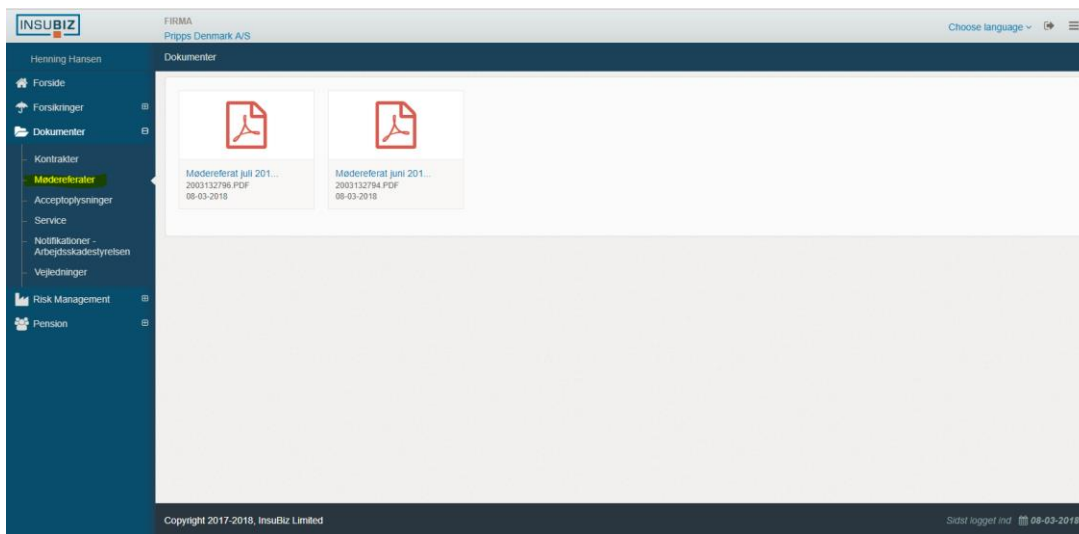 INSUBIZ
FIRMA
Pripps Denmark A/S
Choose language
Henning Hansen
Dokumenter
Forside
Forsikringer
Dokumenter
Kontrakter
Mødereferater
Acceptoplysninger
Service
Notifikationer -
Arbejdsskadestyrelsen
Vejledninger
Risk Management
Pension
Mødereferat juli 201...
2003132796.PDF
08-03-2018
Mødereferat juni 201...
2003132794.PDF
08-03-2018
Copyright 2017-2018, InsuBiz Limited
Sidst logget ind 08-03-2018